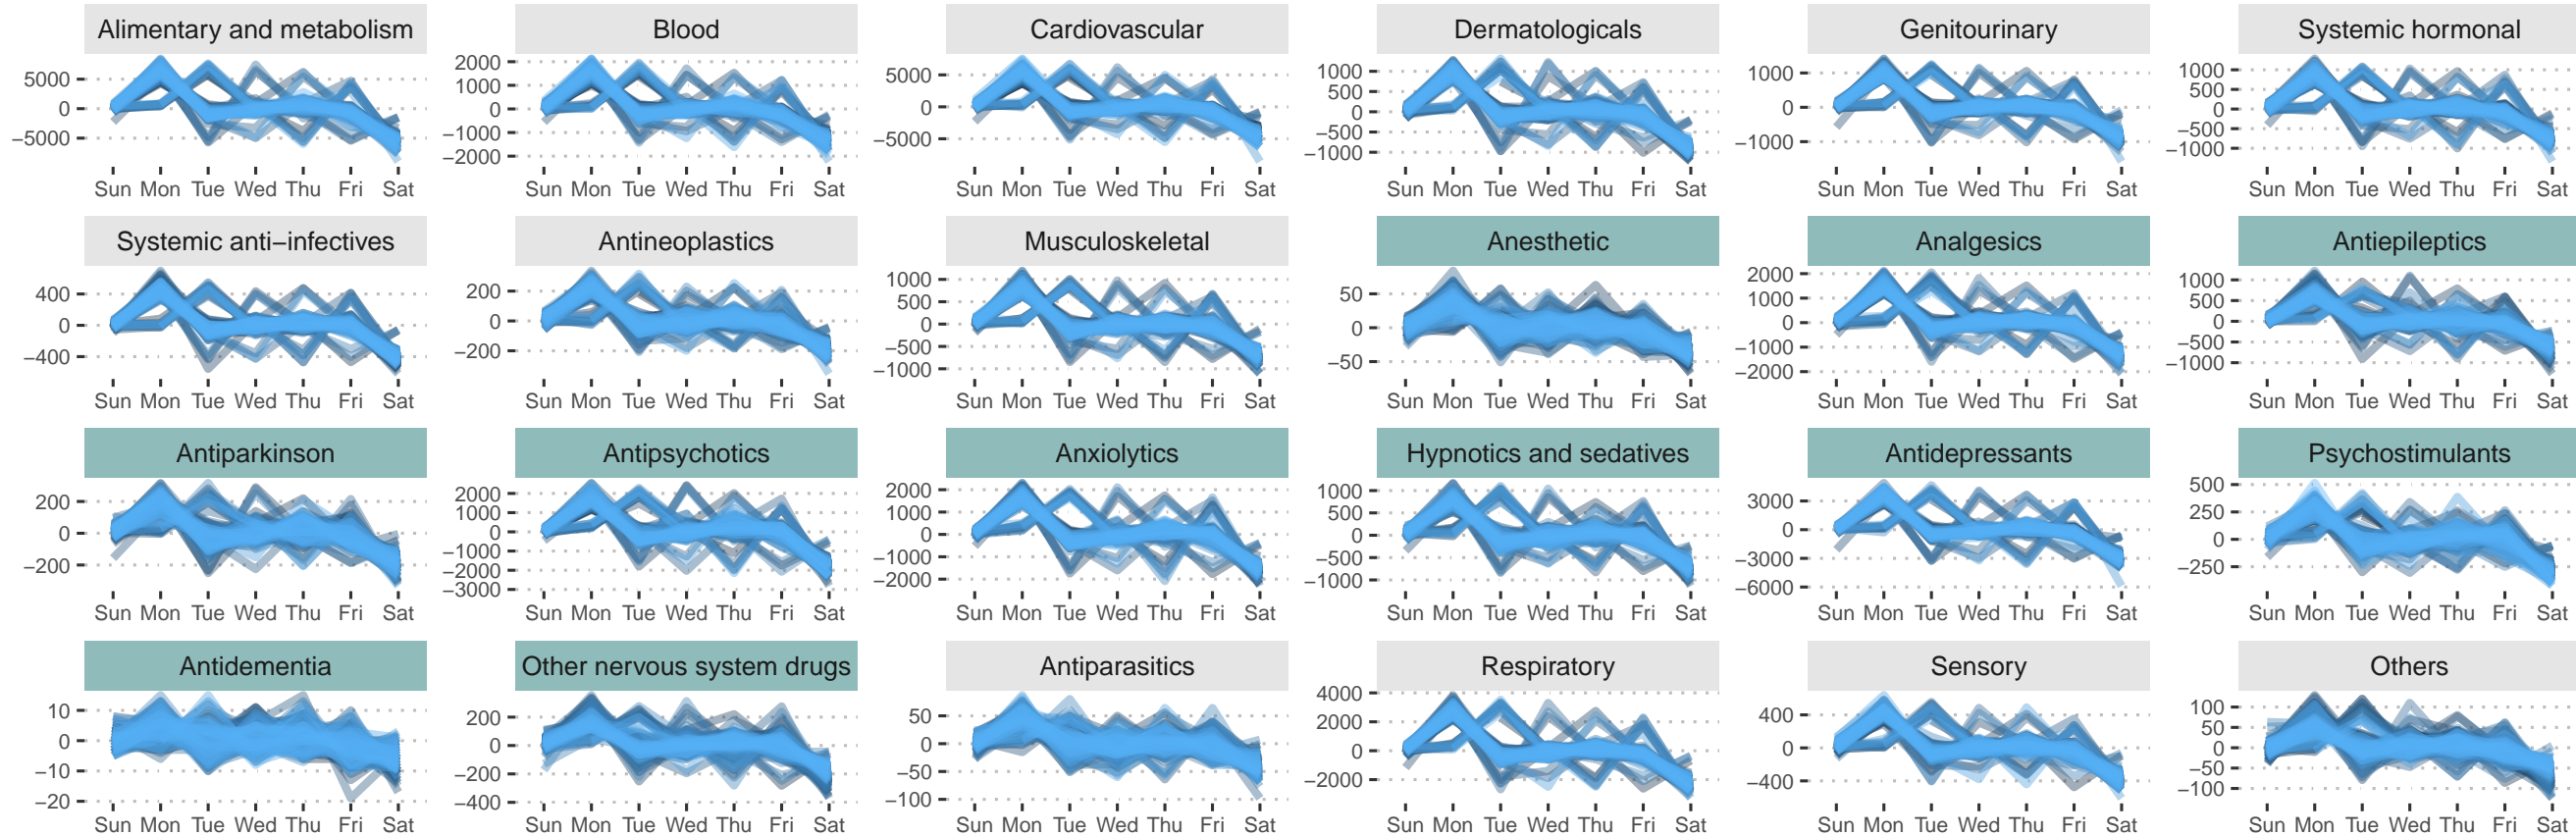 Alimentary and metabolism Blood Cardiovascular Dermatologicals Genitourinary Systemic hormonal
5000 0 −5000
2000 1000 0 −1000 −2000
5000 0 −5000
1000 500 0 −500 −1000
1000 0 −1000
1000 500 0 −500 −1000
Sun Mon Tue Wed Thu Fri Sat Sun Mon Tue Wed Thu Fri Sat Sun Mon Tue Wed Thu Fri Sat Sun Mon Tue Wed Thu Fri Sat Sun Mon Tue Wed Thu Fri Sat Sun Mon Tue Wed Thu Fri Sat
Systemic anti−infectives Antineoplastics Musculoskeletal Anesthetic Analgesics Antiepileptics
400 0 −400
200 0 −200
1000 500 0 −500 −1000
50 0 −50
2000 1000 0 −1000 −2000
1000 500 0 −500 −1000
Sun Mon Tue Wed Thu Fri Sat Sun Mon Tue Wed Thu Fri Sat Sun Mon Tue Wed Thu Fri Sat Sun Mon Tue Wed Thu Fri Sat Sun Mon Tue Wed Thu Fri Sat Sun Mon Tue Wed Thu Fri Sat
Antiparkinson Antipsychotics Anxiolytics Hypnotics and sedatives Antidepressants Psychostimulants
200 0 −200
2000 1000 0 −1000 −2000 −3000
2000 1000 0 −1000 −2000
1000 500 0 −500 −1000
3000 0 −3000 −6000
500 250 0 −250
Sun Mon Tue Wed Thu Fri Sat Sun Mon Tue Wed Thu Fri Sat Sun Mon Tue Wed Thu Fri Sat Sun Mon Tue Wed Thu Fri Sat Sun Mon Tue Wed Thu Fri Sat Sun Mon Tue Wed Thu Fri Sat
Antidementia Other nervous system drugs Antiparasitics Respiratory Sensory Others
10 0 −10 −20
200 0 −200 −400
50 0 −50 −100
4000 2000 0 −2000
400 0 −400
100 50 0 −50 −100
Sun Mon Tue Wed Thu Fri Sat Sun Mon Tue Wed Thu Fri Sat Sun Mon Tue Wed Thu Fri Sat Sun Mon Tue Wed Thu Fri Sat Sun Mon Tue Wed Thu Fri Sat Sun Mon Tue Wed Thu Fri Sat